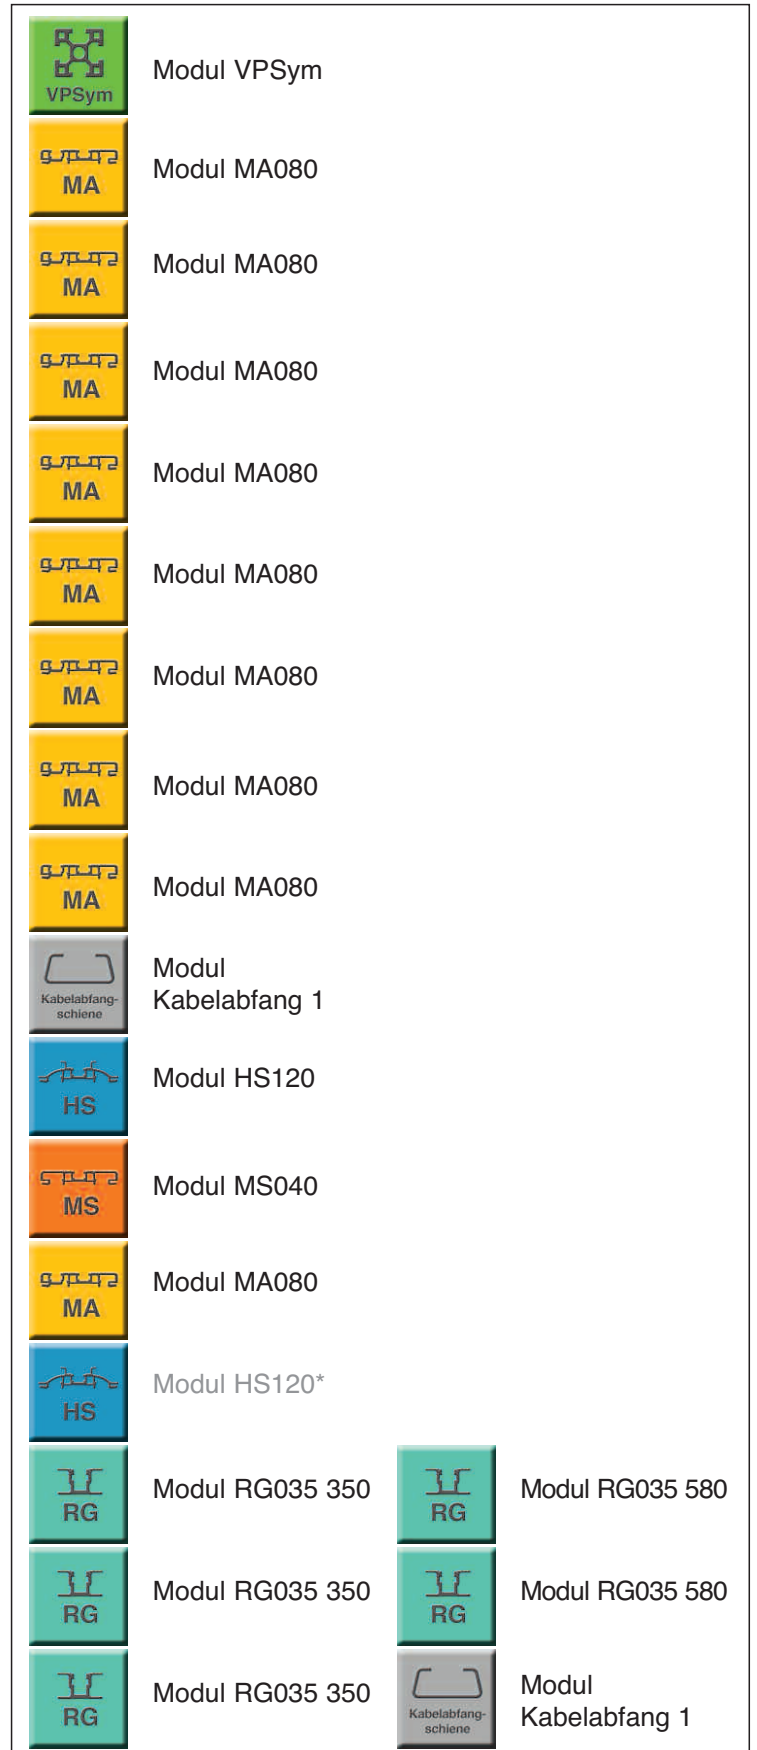 VPSym
Modul VPSym
MA
Modul MA080
MA
Modul MA080
MA
Modul MA080
MA
Modul MA080
MA
Modul MA080
MA
Modul MA080
MA
Modul MA080
MA
Modul MA080
Kabelabfang-
schiene
Modul
Kabelabfang 1
HS
Modul HS120
MS
Modul MS040
MA
Modul MA080
HS
Modul HS120*
RG
Modul RG035 350
RG
Modul RG035 580
RG
Modul RG035 350
RG
Modul RG035 580
RG
Modul RG035 350
Kabelabfang-
schiene
Modul
Kabelabfang 1